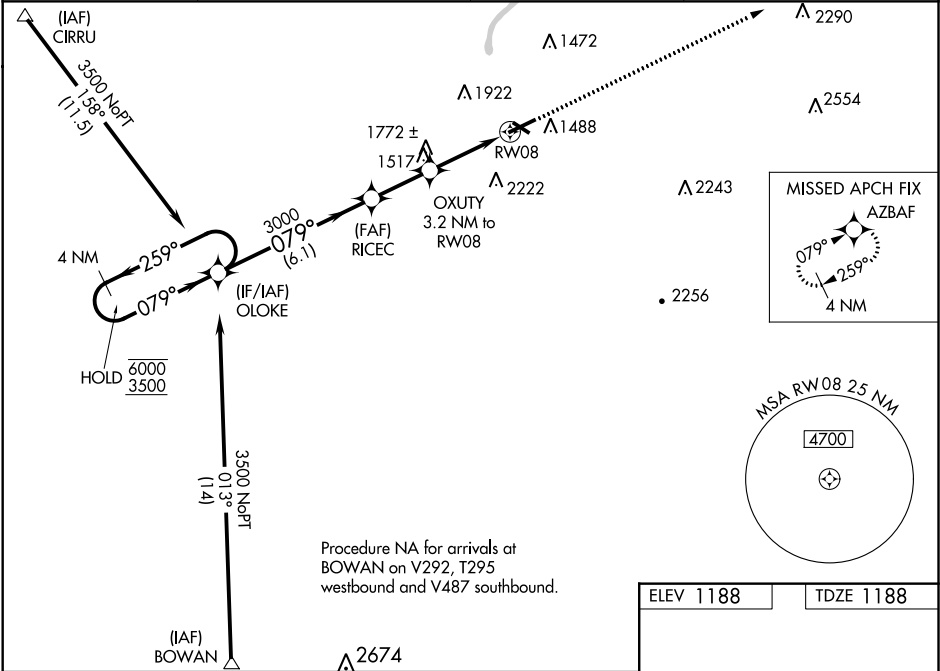 (IAF)
CIRRU
3500 NoPT
158°
(11.5)
2290
1472
1922
2554
1772 ±
1517
1488
RW08
2222
2243
OXUTY
3.2 NM to
RW08
3000
079°
(6.1)
(FAF)
RICEC
4 NM
259°
079°
(IF/IAF)
OLOKE
HOLD
6000
3500
2256
MISSED APCH FIX
AZBAF
079°
259°
4 NM
MSA RW08 25 NM
4700
3500 NoPT
013°
(14)
Procedure NA for arrivals at
BOWAN on V292, T295
westbound and V487 southbound.
(IAF)
BOWAN
2674
ELEV 1188
TDZE 1188